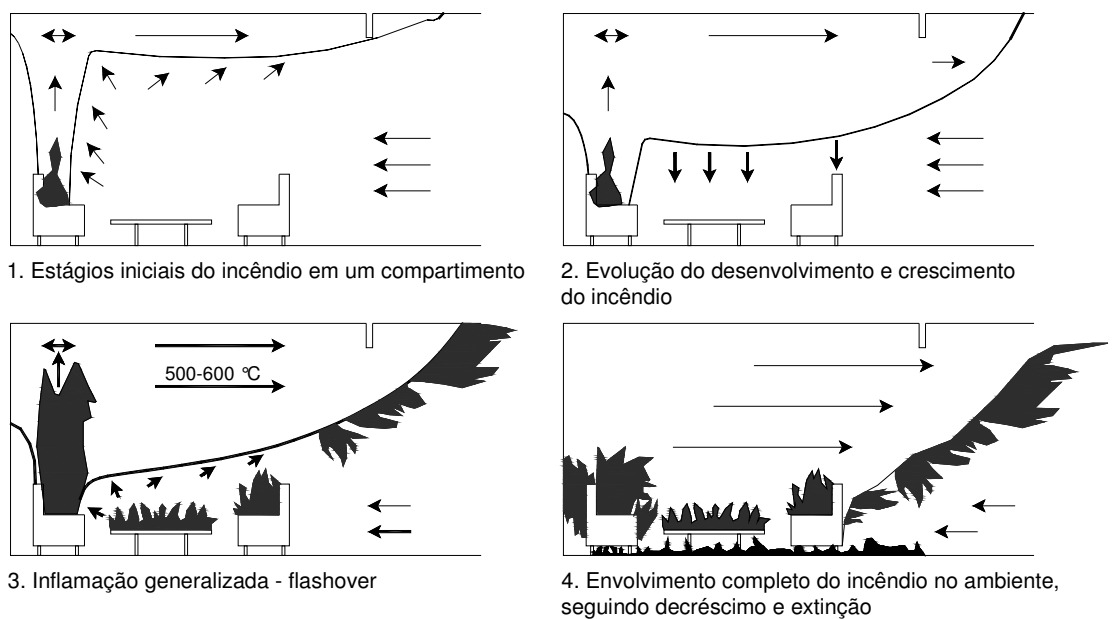 1. Estágios iniciais do incêndio em um compartimento
2. Evolução do desenvolvimento e crescimento
do incêndio
500-600 °C
3. Inflamação generalizada - flashover
4. Envolvimento completo do incêndio no ambiente,
seguindo decréscimo e extinção